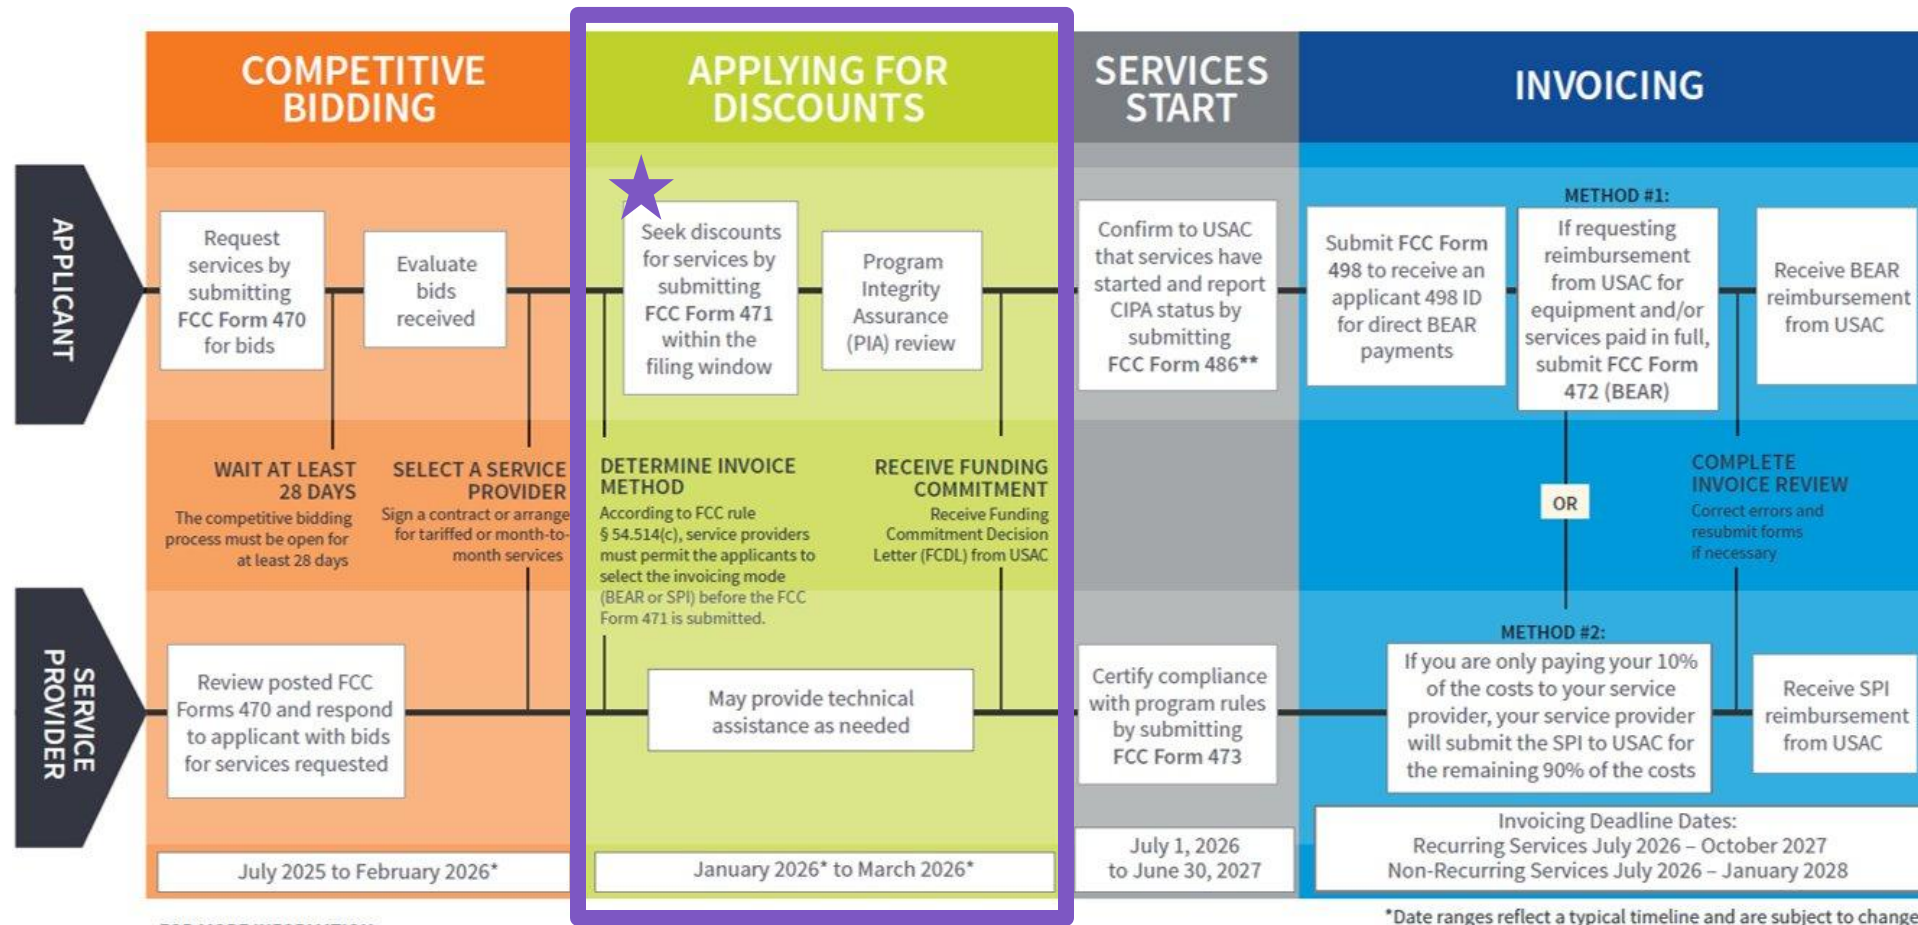 COMPETITIVE
BIDDING
APPLYING FOR
DISCOUNTS
SERVICES
START
INVOICING
APPLICANT
Request
services by
submitting
FCC Form 470
for bids
Evaluate
bids
received
Seek discounts
for services by
submitting
FCC Form 471
within the
filing window
Program
Integrity
Assurance
(PIA) review
Confirm to USAC
that services have
started and report
CIPA status by
submitting
FCC Form 486**
Submit FCC Form
498 to receive an
applicant 498 ID
for direct BEAR
payments
METHOD #1:
If requesting
reimbursement
from USAC for
equipment and/or
services paid in full,
submit FCC Form
472 (BEAR)
Receive BEAR
reimbursement
from USAC
WAIT AT LEAST
28 DAYS
The competitive bidding
process must be open for
at least 28 days
SELECT A SERVICE
PROVIDER
Sign a contract or arrange
for tariffed or month-to-
month services
DETERMINE INVOICE
METHOD
According to FCC rule
§ 54.514(c), service providers
must permit the applicants to
select the invoicing mode
(BEAR or SPI) before the FCC
Form 471 is submitted.
RECEIVE FUNDING
COMMITMENT
Receive Funding
Commitment Decision
Letter (FCDL) from USAC
OR
COMPLETE
INVOICE REVIEW
Correct errors and
resubmit forms
if necessary
SERVICE
PROVIDER
Review posted FCC
Forms 470 and respond
to applicant with bids
for services requested
May provide technical
assistance as needed
Certify compliance
with program rules
by submitting
FCC Form 473
METHOD #2:
If you are only paying your 10%
of the costs to your service
provider, your service provider
will submit the SPI to USAC for
the remaining 90% of the costs
Receive SPI
reimbursement
from USAC
July 2025 to February 2026*
January 2026* to March 2026*
July 1, 2026
to June 30, 2027
Invoicing Deadline Dates:
Recurring Services July 2026 – October 2027
Non-Recurring Services July 2026 – January 2028
*Date ranges reflect a typical timeline and are subject to change